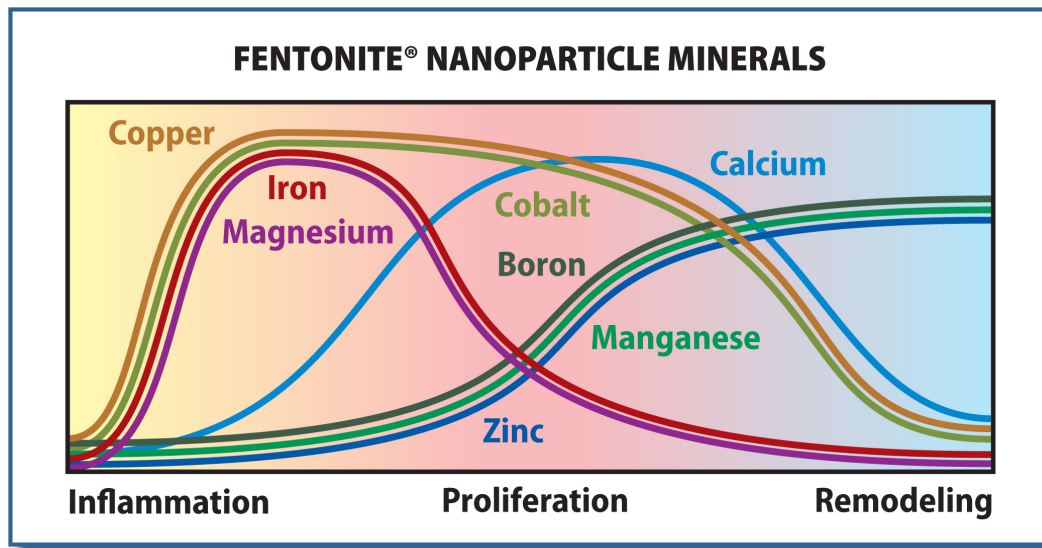 FENTONITE® NANOPARTICLE MINERALS
Copper
Iron
Magnesium
Calcium
Cobalt
Boron
Manganese
Zinc
Inflammation
Proliferation
Remodeling